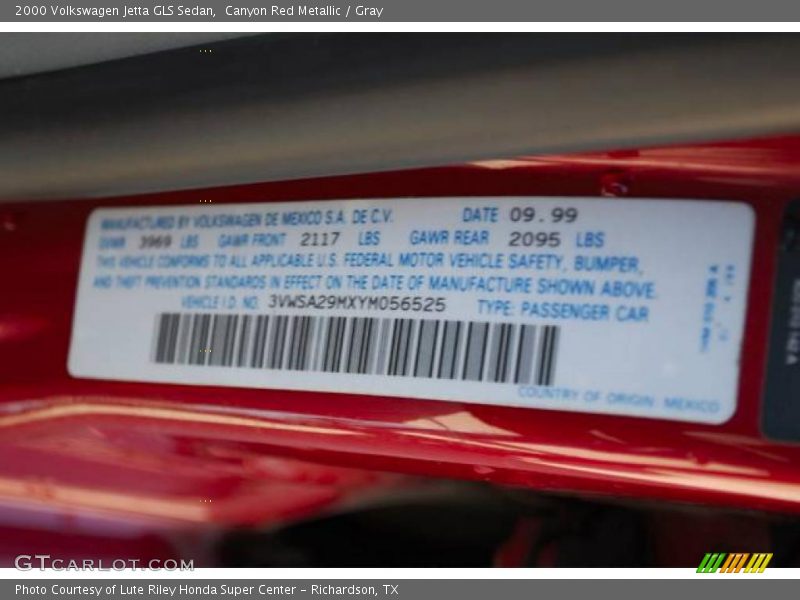 2000 Volkswagen Jetta GLS Sedan,  Canyon Red Metallic / Gray
MANUFACTURED BY VOLKSWAGEN DE MEXICO S.A. DE C.V. DATE 09.99
GVWR 3969 LBS GAWR FRONT 2117 LBS GAWR REAR 2095 LBS
THIS VEHICLE CONFORMS TO ALL APPLICABLE U.S. FEDERAL MOTOR VEHICLE SAFETY, BUMPER,
AND THEFT PREVENTION STANDARDS IN EFFECT ON THE DATE OF MANUFACTURE SHOWN ABOVE.
VEHICLE I.D. NO. 3VWSA29MXYM056525 TYPE: PASSENGER CAR
COUNTRY OF ORIGIN MEXICO
GTCARLOT.COM
Photo Courtesy of Lute Riley Honda Super Center - Richardson, TX